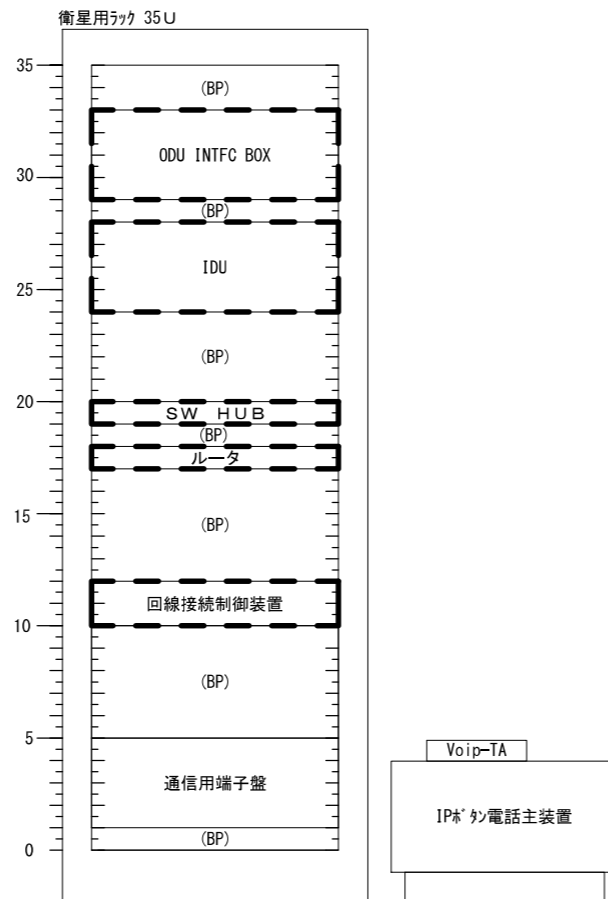 衛星用ﾗｯｸ 35U
35
(BP)
ODU INTFC BOX
30
(BP)
IDU
25
(BP)
20
SW HUB
(BP)
ルータ
15
(BP)
回線接続制御装置
10
(BP)
5
Voip-TA
通信用端子盤
IPﾎﾞﾀﾝ電話主装置
(BP)
0